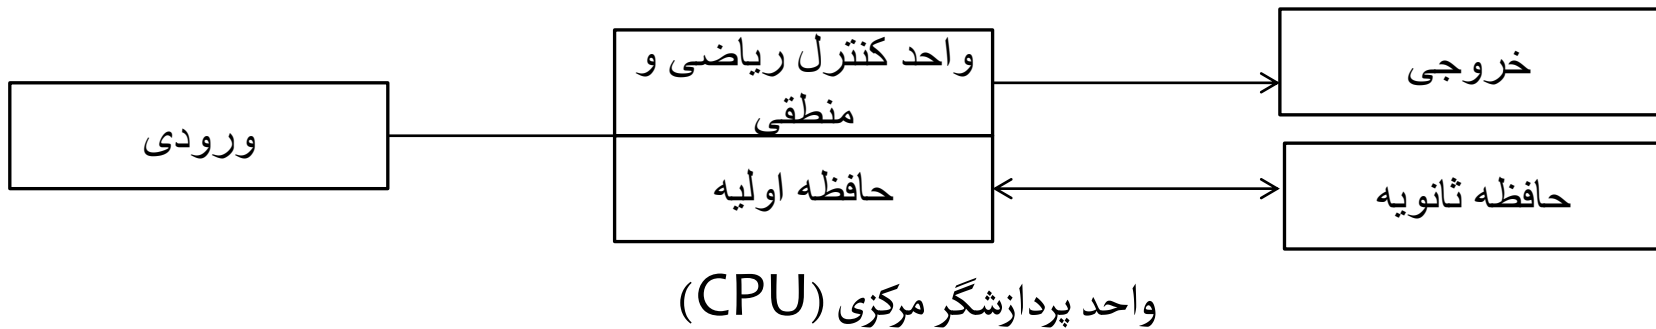 خروجی
واحد کنترل ریاضی و
منطقی
ورودی
حافظه اولیه
حافظه ثانویه
واحد پردازشگر مرکزی (CPU)